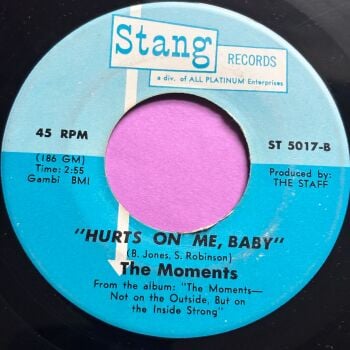 Stang
RECORDS
a div. of ALL PLATINUM Enterprises
45 RPM
ST 5017-B
(186 GM)
Time: 2:55
Gambi BMI
Produced by:
THE STAFF
"HURTS ON ME, BABY"
(B. Jones, S. Robinson)
The Moments
From the album: "The Moments—
Not on the Outside, But on
the Inside Strong"